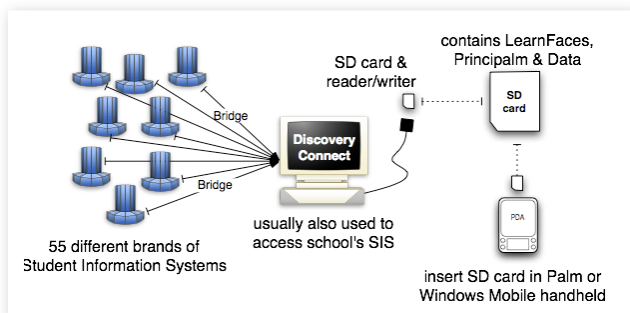 Bridge
Bridge
55 different brands of
Student Information Systems
Discovery
Connect
usually also used to
access school's SIS
SD card &
reader/writer
contains LearnFaces,
Principalm & Data
SD
card
PDA
insert SD card in Palm or
Windows Mobile handheld